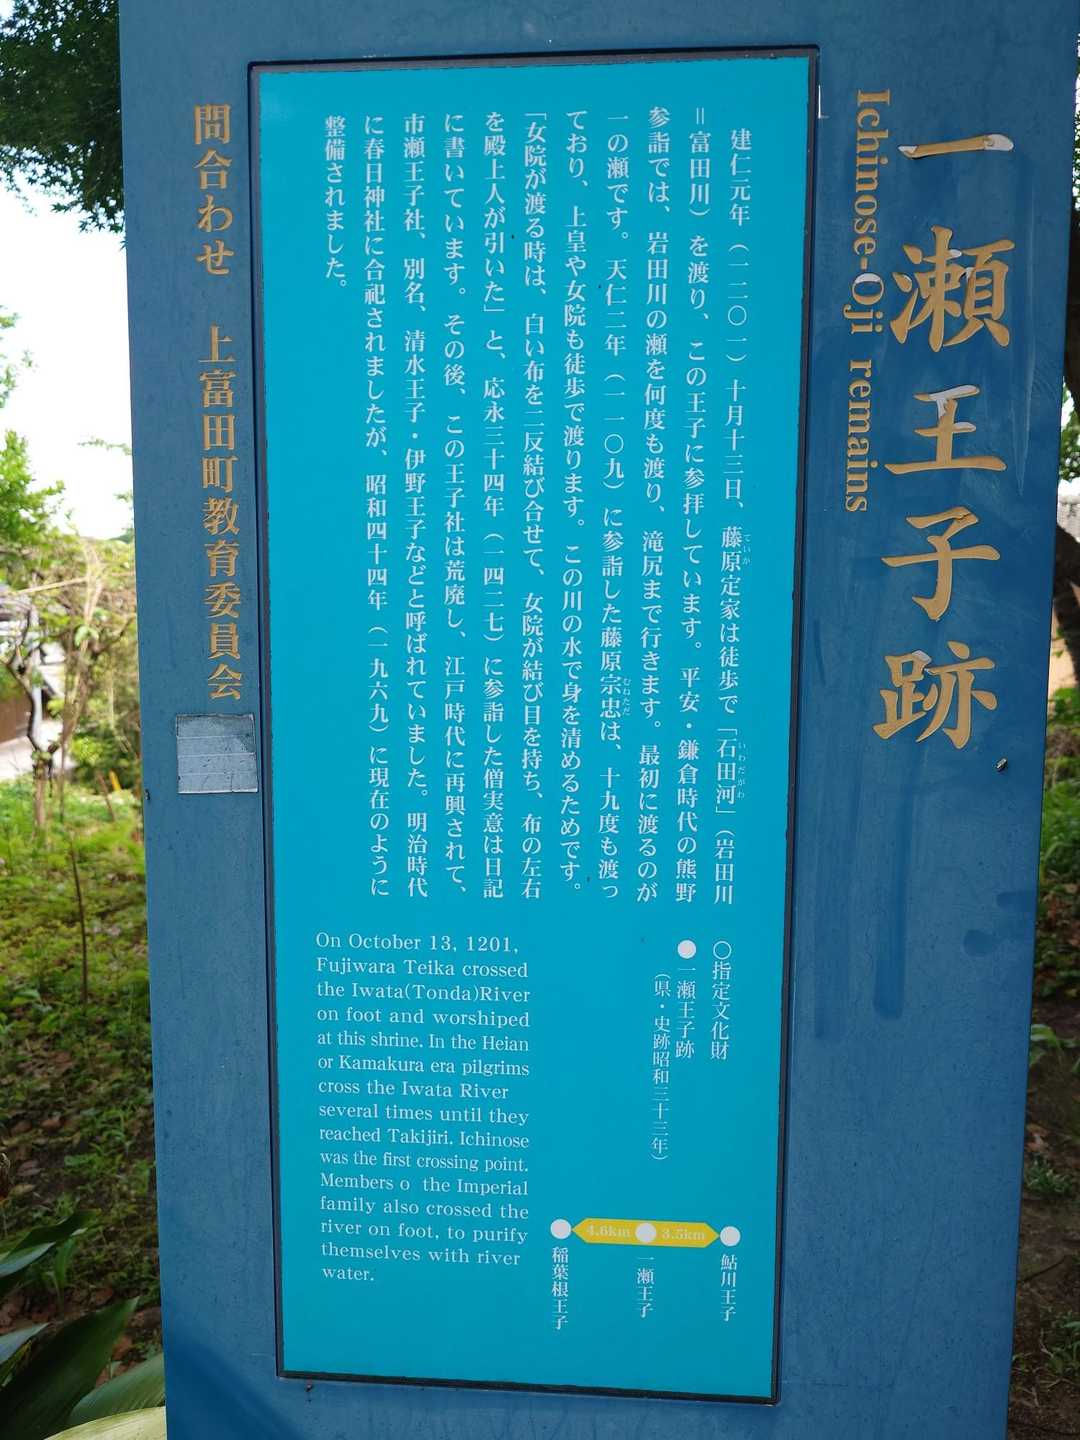 一瀬王子跡
Ichinose-Oji remains
建仁元年（一二〇一）十月十三日、藤原定家は徒歩で「石田河」（岩田川
ていか
いわだがわ
＝富田川）を渡り、この王子に参拝しています。平安・鎌倉時代の熊野
参詣では、岩田川の瀬を何度も渡り、滝尻まで行きます。最初に渡るのが
一の瀬です。天仁二年（一一〇九）に参詣した藤原宗忠は、十九度も渡っ
むねただ
ており、上皇や女院も徒歩で渡ります。この川の水で身を清めるためです。
「女院が渡る時は、白い布を二反結び合せて、女院が結び目を持ち、布の左右
を殿上人が引いた」と、応永三十四年（一四二七）に参詣した僧実意は日記
に書いています。その後、この王子社は荒廃し、江戸時代に再興されて、
市瀬王子社、別名、清水王子・伊野王子などと呼ばれていました。明治時代
に春日神社に合祀されましたが、昭和四十四年（一九六九）に現在のように
整備されました。
〇指定文化財
●一瀬王子跡
（県・史跡昭和三十三年）
On October 13, 1201,
Fujiwara Teika crossed
the Iwata(Tonda)River
on foot and worshiped
at this shrine. In the Heian
or Kamakura era pilgrims
cross the Iwata River
several times until they
reached Takijiri. Ichinose
was the first crossing point.
Members o the Imperial
family also crossed the
river on foot, to purify
themselves with river
water.
4.6km 3.5km
鮎川王子
一瀬王子
稲葉根王子
問合わせ 上富田町教育委員会